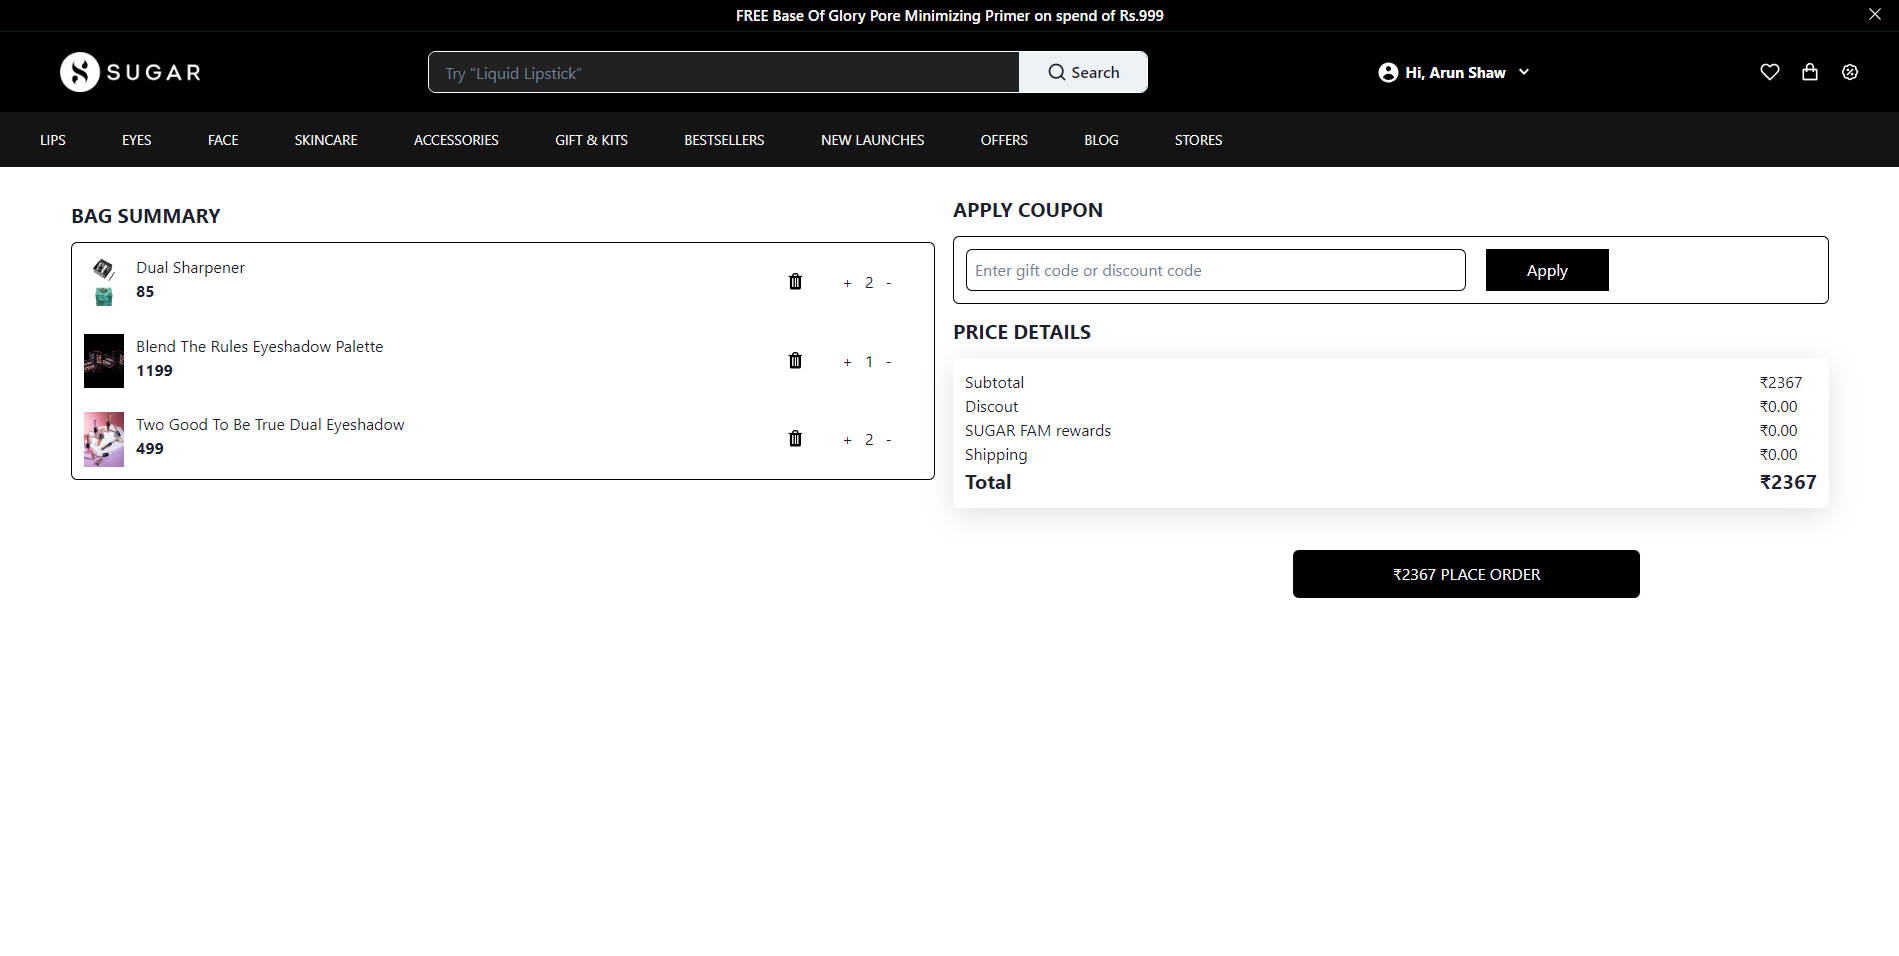 FREE Base Of Glory Pore Minimizing Primer on spend of Rs.999
SUGAR
Try "Liquid Lipstick"
Search
Hi, Arun Shaw
LIPS EYES FACE SKINCARE ACCESSORIES GIFT & KITS BESTSELLERS NEW LAUNCHES OFFERS BLOG STORES
BAG SUMMARY
Dual Sharpener
85
+ 2 -
Blend The Rules Eyeshadow Palette
1199
+ 1 -
Two Good To Be True Dual Eyeshadow
499
+ 2 -
APPLY COUPON
Enter gift code or discount code
Apply
PRICE DETAILS
Subtotal ₹2367
Discout ₹0.00
SUGAR FAM rewards ₹0.00
Shipping ₹0.00
Total ₹2367
₹2367 PLACE ORDER